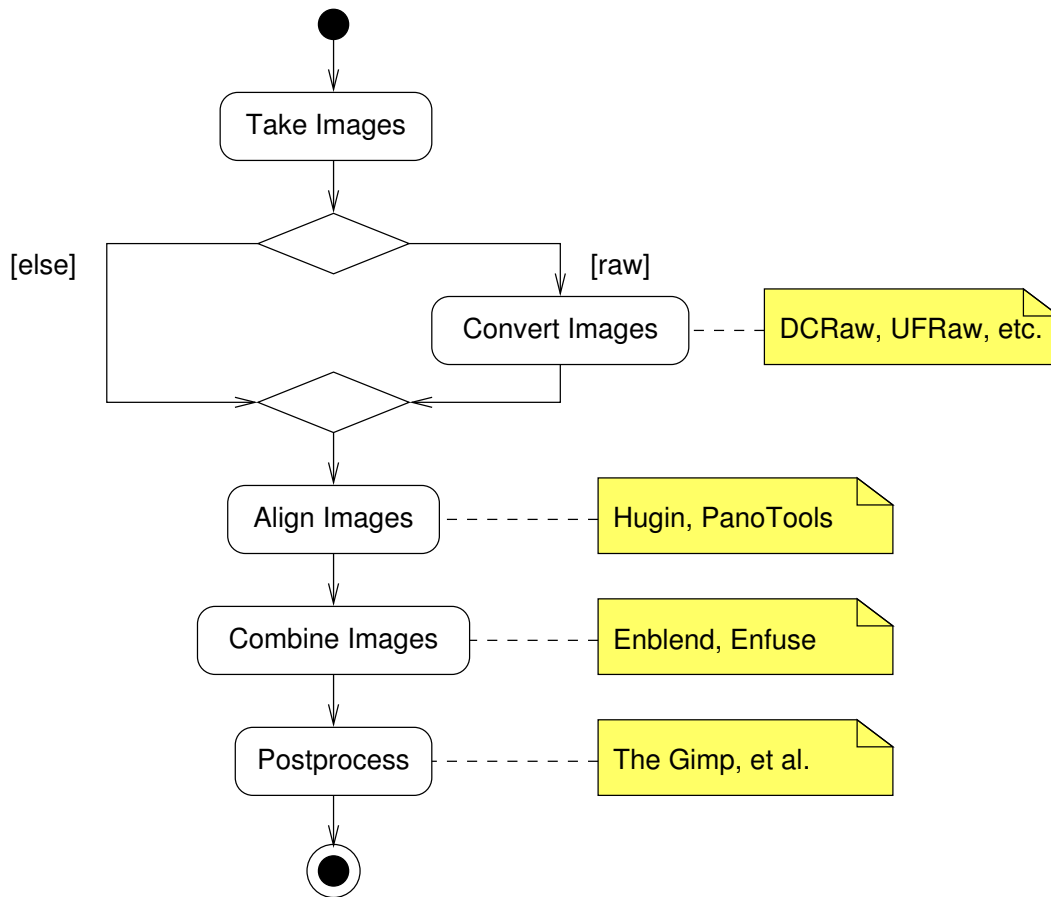 Take Images
[else]
[raw]
Convert Images
DCRaw, UFRaw, etc.
Align Images
Hugin, PanoTools
Combine Images
Enblend, Enfuse
Postprocess
The Gimp, et al.